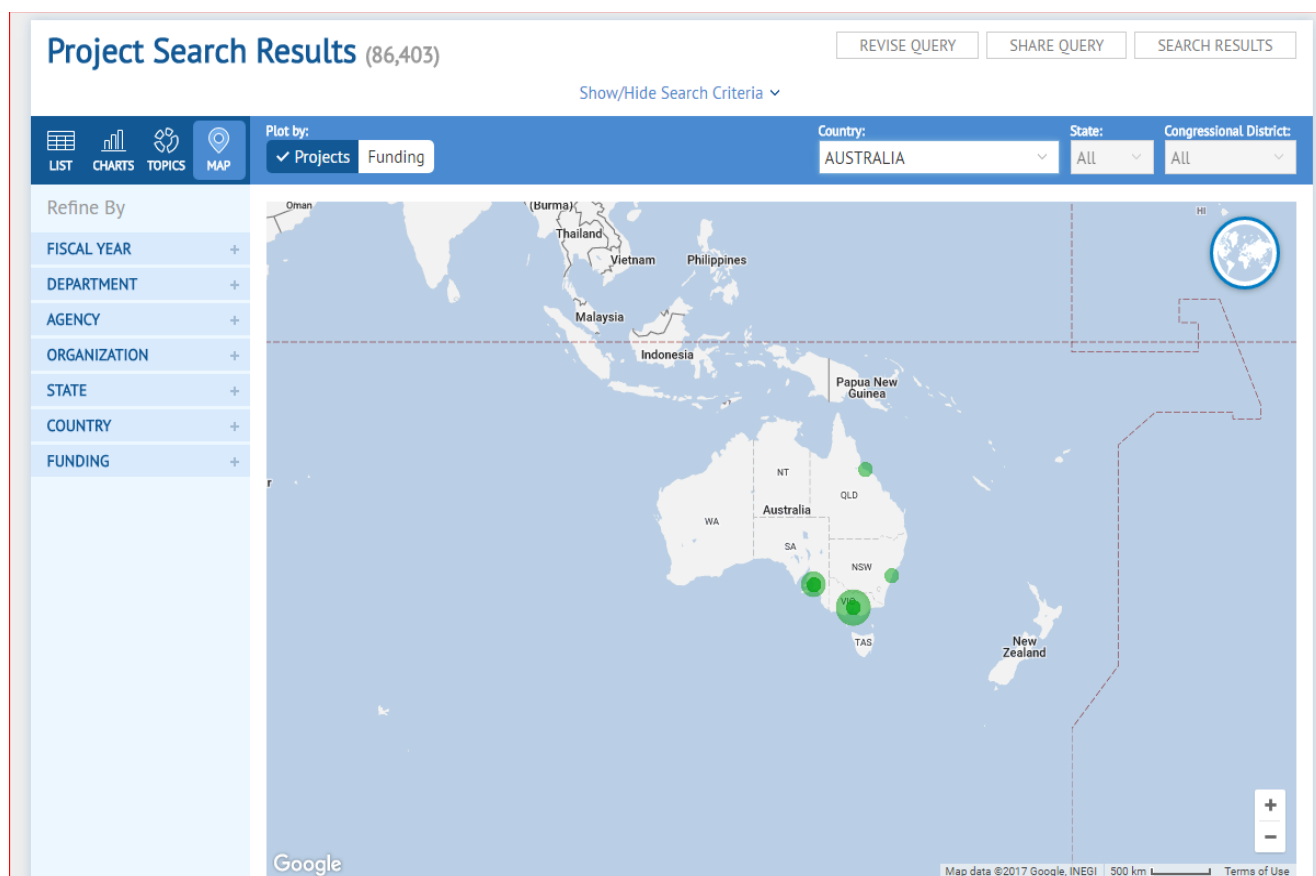 Project Search Results (86,403)
REVISE QUERY
SHARE QUERY
SEARCH RESULTS
Show/Hide Search Criteria
LIST
CHARTS
TOPICS
MAP
Plot by:
Projects
Funding
Country:
AUSTRALIA
State:
All
Congressional District:
All
Refine By
FISCAL YEAR +
DEPARTMENT +
AGENCY +
ORGANIZATION +
STATE +
COUNTRY +
FUNDING +
Oman
(Burma)
HI
Thailand
Vietnam
Philippines
Malaysia
Indonesia
Papua New
Guinea
NT
QLD
Australia
WA
SA
NSW
VIC
TAS
New
Zealand
+
−
Google
Map data ©2017 Google, INEGI
500 km
Terms of Use